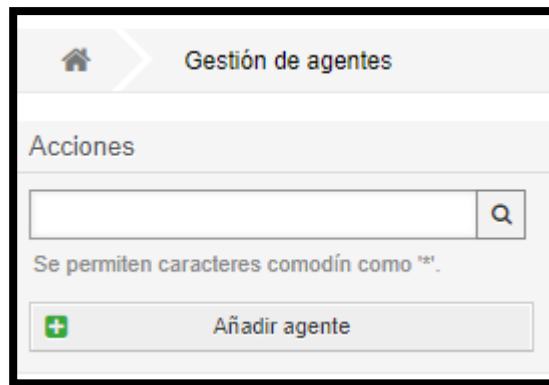 Gestión de agentes
Acciones
Se permiten caracteres comodín como '*'.
Añadir agente